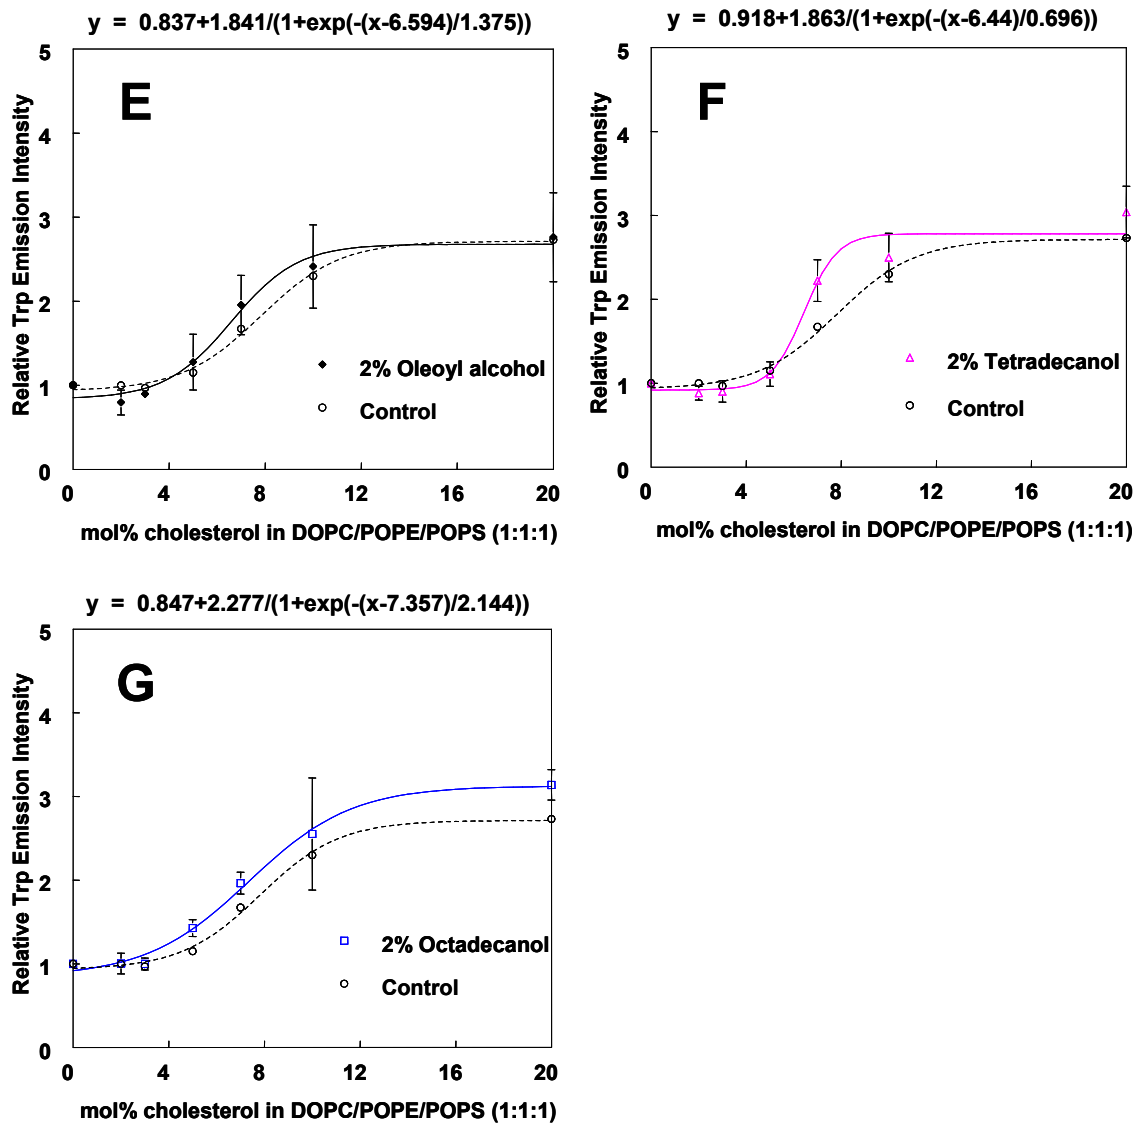 y = 0.837+1.841/(1+exp(-(x-6.594)/1.375))
E
5
4
3
2
1
0
Relative Trp Emission Intensity
2% Oleoyl alcohol
Control
0 4 8 12 16 20
mol% cholesterol in DOPC/POPE/POPS (1:1:1)
y = 0.918+1.863/(1+exp(-(x-6.44)/0.696))
F
5
4
3
2
1
0
Relative Trp Emission Intensity
2% Tetradecanol
Control
0 4 8 12 16 20
mol% cholesterol in DOPC/POPE/POPS (1:1:1)
y = 0.847+2.277/(1+exp(-(x-7.357)/2.144))
G
5
4
3
2
1
0
Relative Trp Emission Intensity
2% Octadecanol
Control
0 4 8 12 16 20
mol% cholesterol in DOPC/POPE/POPS (1:1:1)